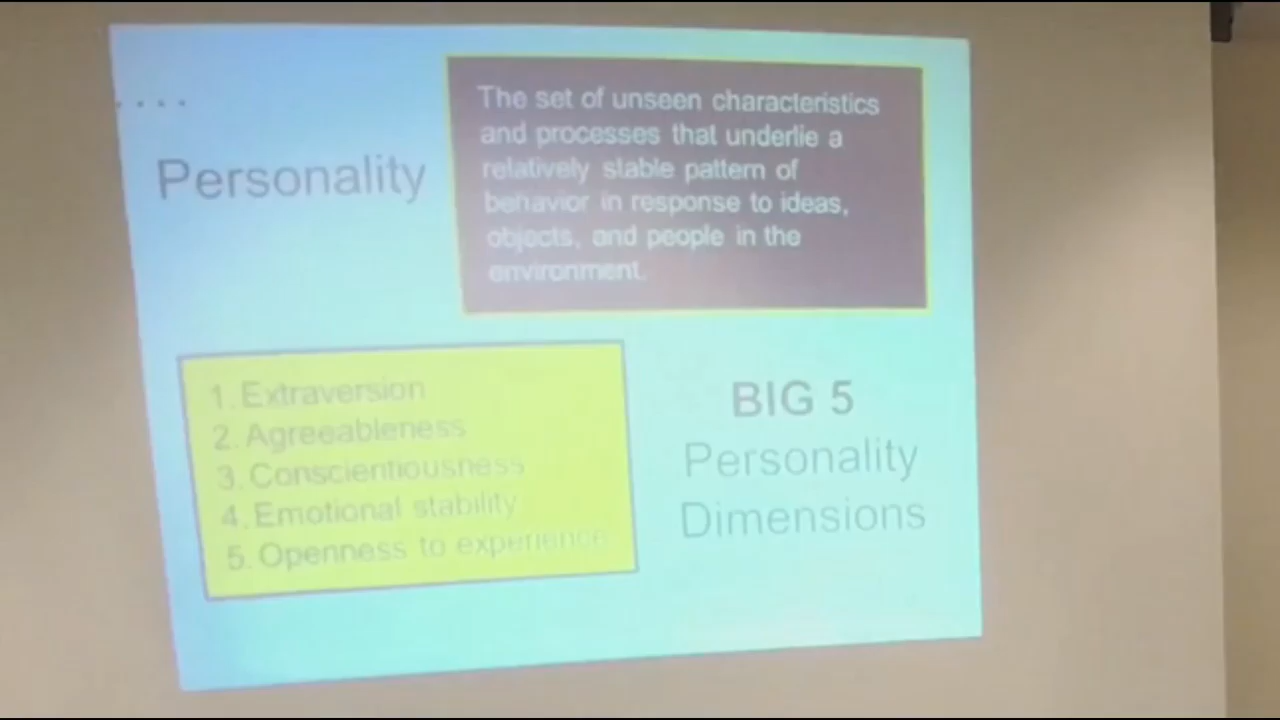 ....
Personality
The set of unseen characteristics
and processes that underlie a
relatively stable pattern of
behavior in response to ideas,
objects, and people in the
environment.
1. Extraversion
2. Agreeableness
3. Conscientiousness
4. Emotional stability
5. Openness to experience
BIG 5
Personality
Dimensions